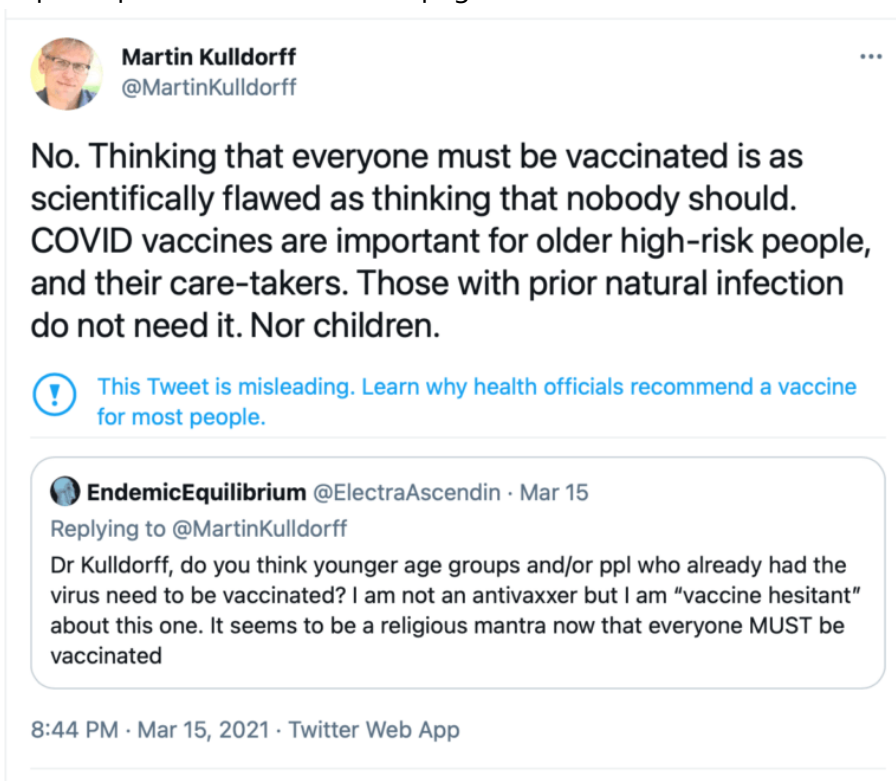 Martin Kulldorff
@MartinKulldorff
No. Thinking that everyone must be vaccinated is as
scientifically flawed as thinking that nobody should.
COVID vaccines are important for older high-risk people,
and their care-takers. Those with prior natural infection
do not need it. Nor children.
This Tweet is misleading. Learn why health officials recommend a vaccine
for most people.
EndemicEquilibrium @ElectraAscendin · Mar 15
Replying to @MartinKulldorff
Dr Kulldorff, do you think younger age groups and/or ppl who already had the
virus need to be vaccinated? I am not an antivaxxer but I am “vaccine hesitant”
about this one. It seems to be a religious mantra now that everyone MUST be
vaccinated
8:44 PM · Mar 15, 2021 · Twitter Web App